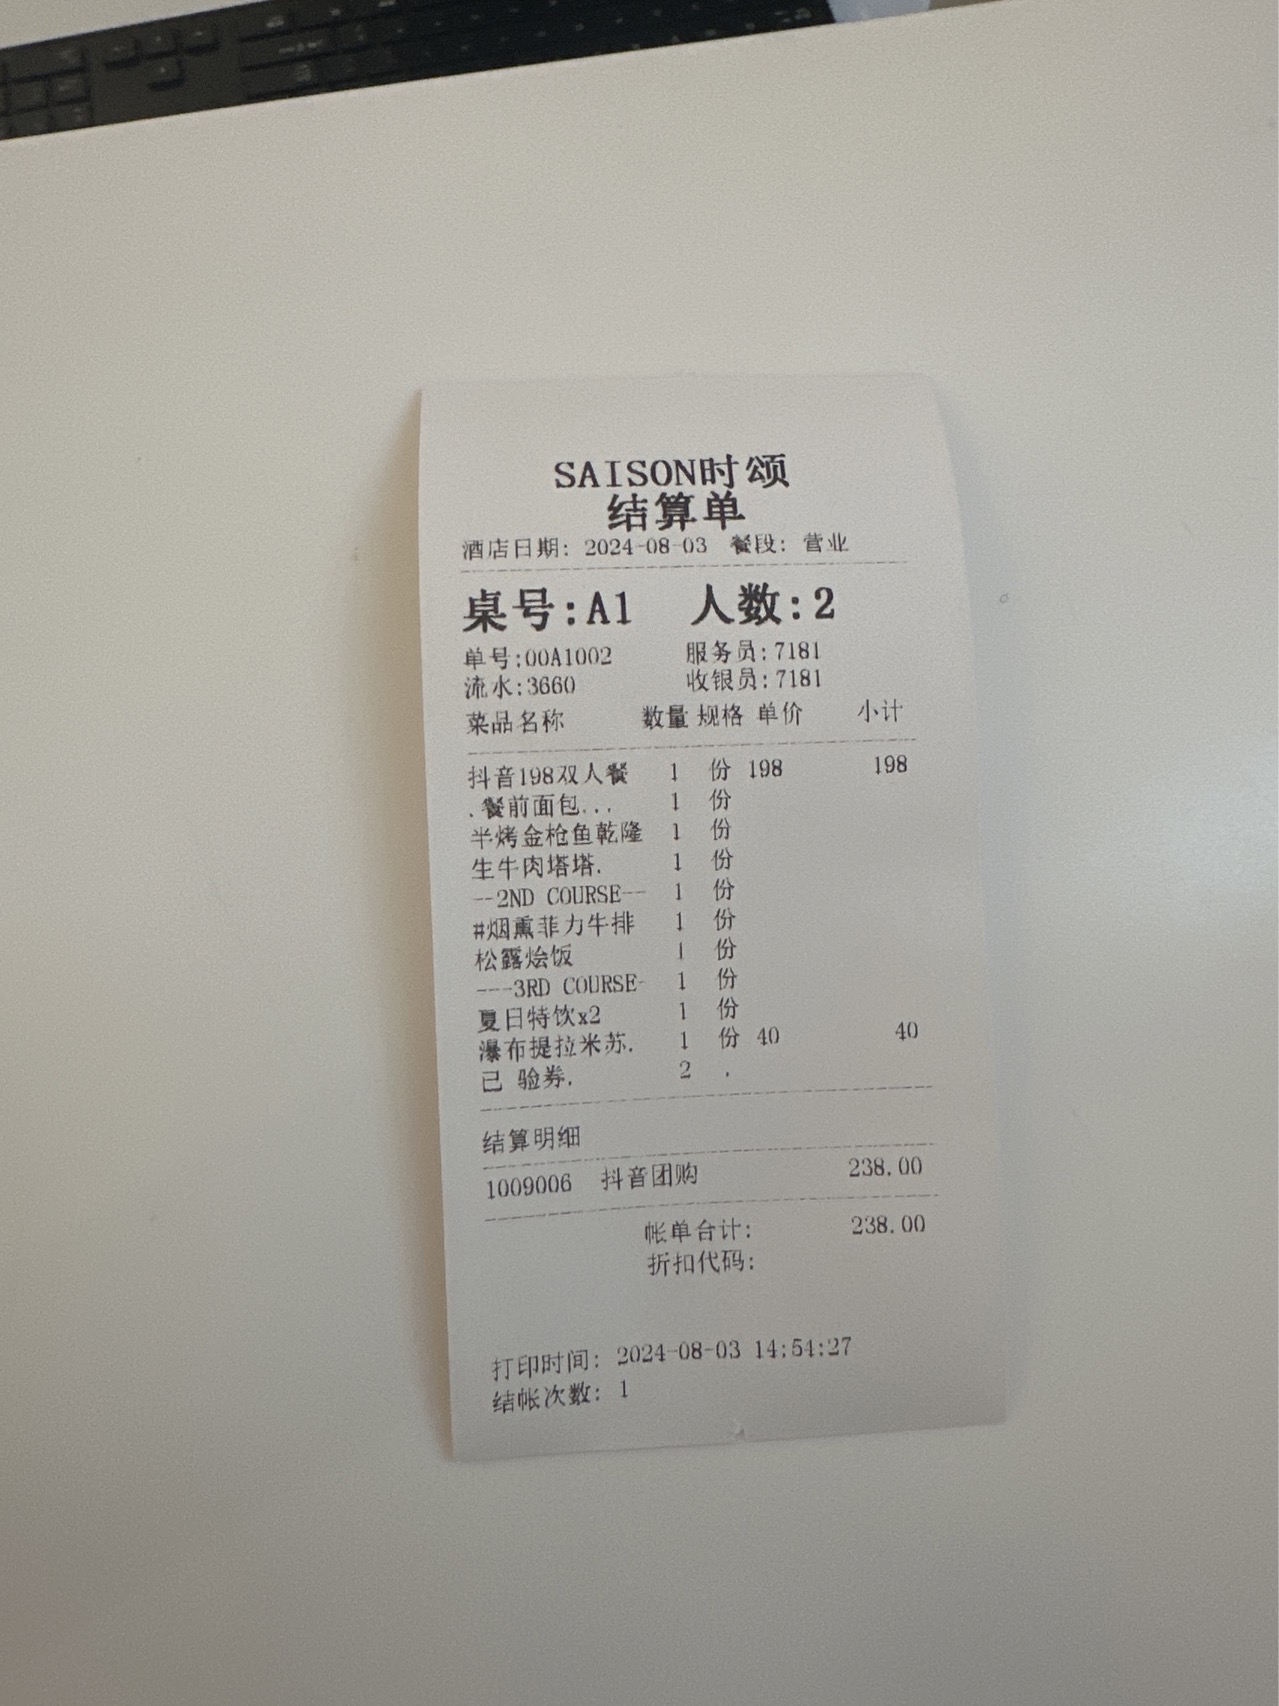 SAISON时颂
结算单
酒店日期: 2024-08-03 餐段: 营业
桌号:A1 人数:2
单号:00A1002 服务员:7181
流水:3660 收银员:7181
菜品名称 数量 规格 单价 小计
抖音198双人餐 1 份 198 198
.餐前面包... 1 份
半烤金枪鱼乾隆 1 份
生牛肉塔塔. 1 份
--2ND COURSE-- 1 份
#烟熏菲力牛排 1 份
松露烩饭 1 份
---3RD COURSE- 1 份
夏日特饮x2 1 份
瀑布提拉米苏. 1 份 40 40
已 验券. 2 .
结算明细
1009006 抖音团购 238.00
帐单合计: 238.00
折扣代码:
打印时间: 2024-08-03 14:54:27
结帐次数: 1